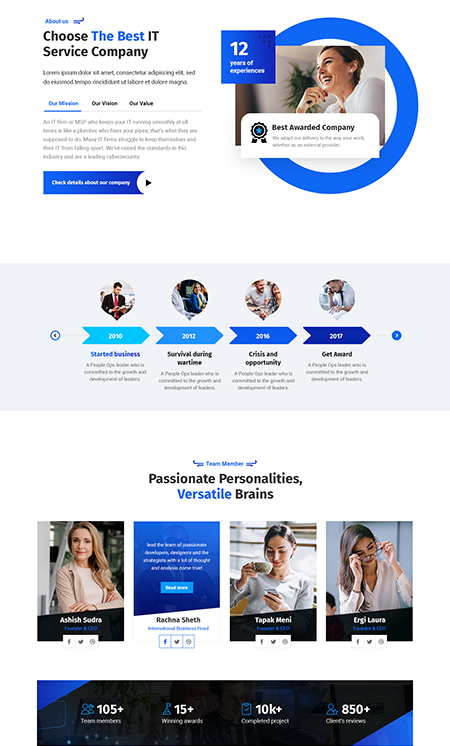 About us
Choose The Best IT
Service Company
Lorem ipsum dolor sit amet, consectetur adipiscing elit, sed
do eiusmod tempo rincididunt ut labore et dolore magna.
Our Mission
Our Vision
Our Value
An IT firm or MSP who keeps your IT running smoothly at all
times is like a plumber who fixes your pipes; that's what they are
supposed to do. Many IT firms struggle to keep themselves and
their IT from falling apart. We've raised the standards in this
industry and are a leading cybersecurity.
Check details about our company
12
years of
experiences
Best Awarded Company
We adapt our delivery to the way your work,
whether as an external provider.
2010
2012
2016
2017
Started business
A People Ops leader who is
committed to the growth and
development of leaders.
Survival during
wartime
A People Ops leader who is
committed to the growth and
development of leaders.
Crisis and
opportunity
A People Ops leader who is
committed to the growth and
development of leaders.
Get Award
A People Ops leader who is
committed to the growth and
development of leaders.
Team Member
Passionate Personalities,
Versatile Brains
Ashish Sudra
Founder & CEO
lead the team of passionate
developers, designers and the
strategists with a lot of thought
and analysis come true!
Read more
Rachna Sheth
International Business Head
Tapak Meni
Founder & CEO
Ergi Laura
Founder & CEO
105+
Team members
15+
Winning awards
10k+
Completed project
850+
Client's reviews